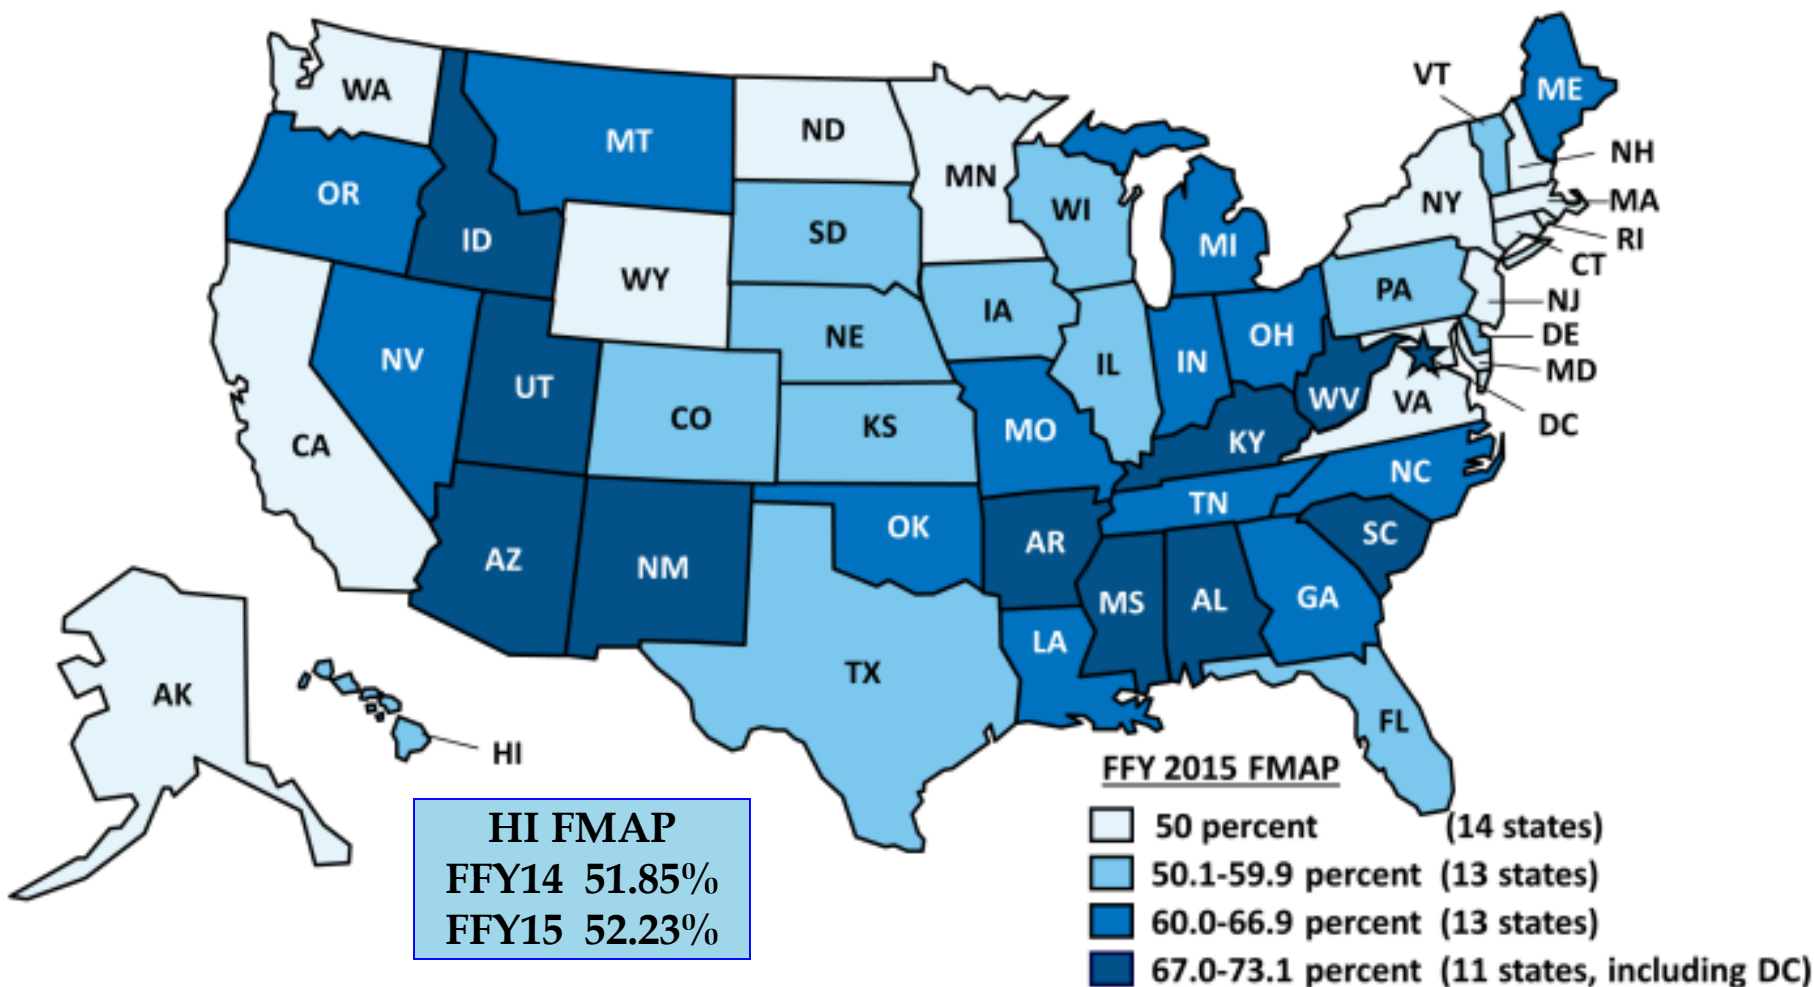 WA
MT
ND
MN
VT
ME
OR
ID
WY
SD
WI
MI
NY
NH
MA
RI
CT
NV
UT
CO
NE
IA
IL
IN
OH
PA
NJ
DE
MD
DC
CA
KS
MO
KY
WV
VA
AZ
NM
OK
AR
TN
NC
SC
MS
AL
GA
LA
TX
FL
AK
HI
HI FMAP
FFY14 51.85%
FFY15 52.23%
FFY 2015 FMAP
50 percent (14 states)
50.1-59.9 percent (13 states)
60.0-66.9 percent (13 states)
67.0-73.1 percent (11 states, including DC)